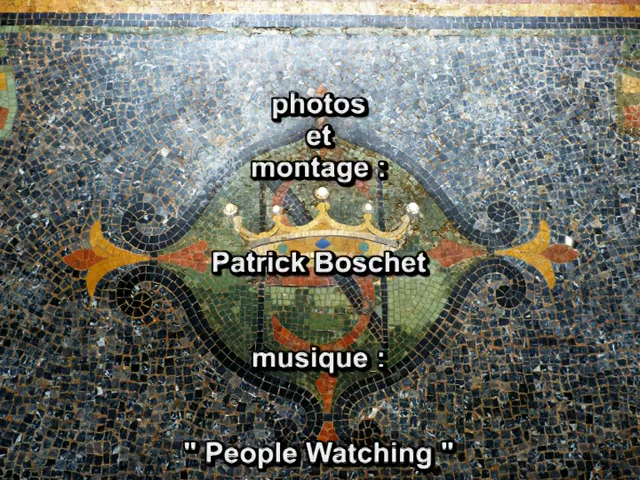 photos
et
montage :
Patrick Boschet
musique :
" People Watching "